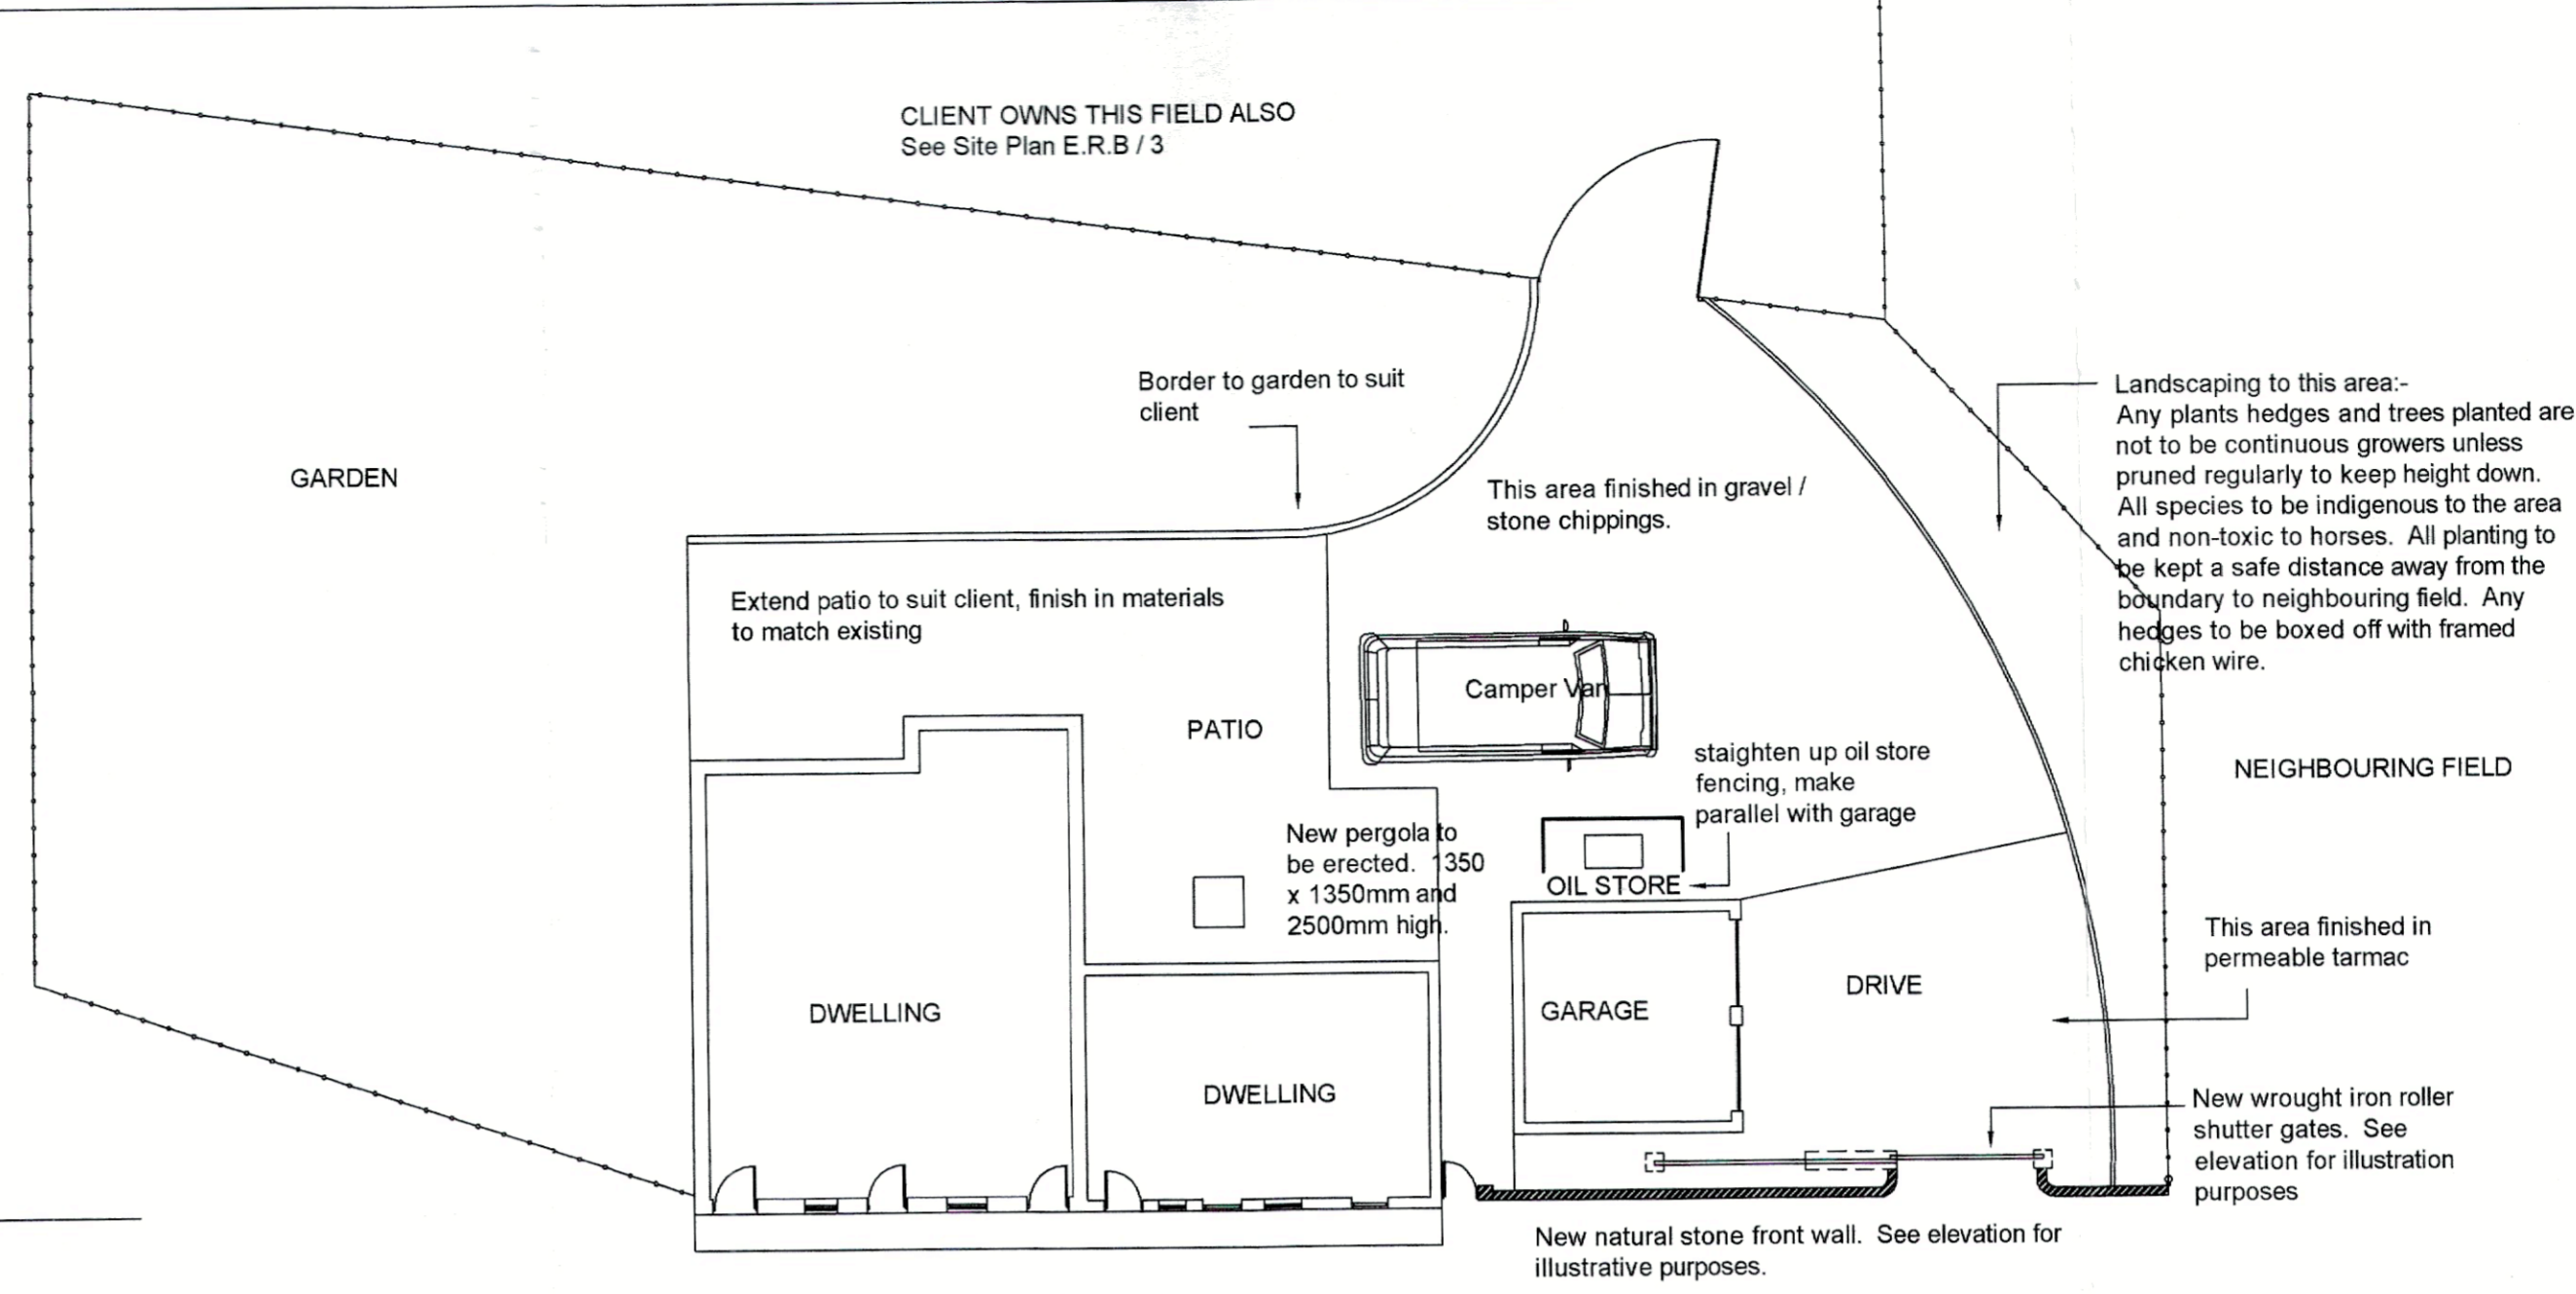 CLIENT OWNS THIS FIELD ALSO
See Site Plan E.R.B / 3
Border to garden to suit
client
GARDEN
This area finished in gravel /
stone chippings.
Landscaping to this area:-
Any plants hedges and trees planted are
not to be continuous growers unless
pruned regularly to keep height down.
All species to be indigenous to the area
and non-toxic to horses. All planting to
be kept a safe distance away from the
boundary to neighbouring field. Any
hedges to be boxed off with framed
chicken wire.
Extend patio to suit client, finish in materials
to match existing
Camper Van
PATIO
staighten up oil store
fencing, make
parallel with garage
NEIGHBOURING FIELD
New pergola to
be erected. 1350
x 1350mm and
2500mm high.
OIL STORE
This area finished in
permeable tarmac
DWELLING
GARAGE
DRIVE
DWELLING
New wrought iron roller
shutter gates. See
elevation for illustration
purposes
New natural stone front wall. See elevation for
illustrative purposes.